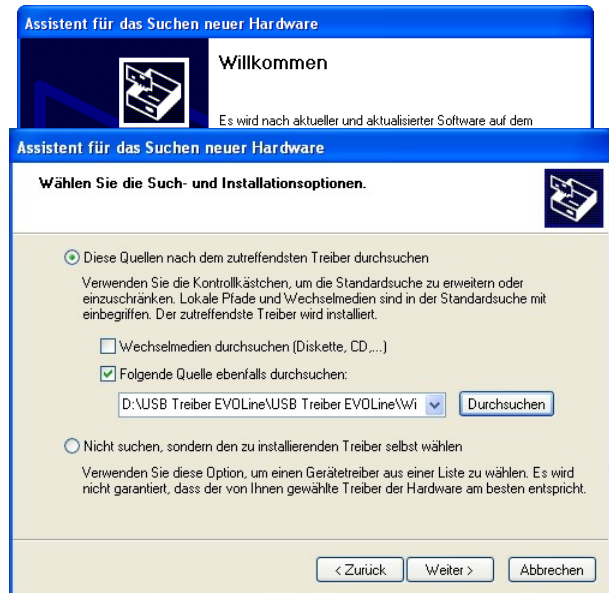 Assistent für das Suchen neuer Hardware
Willkommen
Es wird nach aktueller und aktualisierter Software auf dem
Assistent für das Suchen neuer Hardware
Wählen Sie die Such- und Installationsoptionen.
Diese Quellen nach dem zutreffendsten Treiber durchsuchen
Verwenden Sie die Kontrollkästchen, um die Standardsuche zu erweitern oder
einzuschränken. Lokale Pfade und Wechselmedien sind in der Standardsuche mit
einbegriffen. Der zutreffendste Treiber wird installiert.
Wechselmedien durchsuchen (Diskette, CD,...)
Folgende Quelle ebenfalls durchsuchen:
D:\USB Treiber EVOLine\USB Treiber EVOLine\Wi Durchsuchen
Nicht suchen, sondern den zu installierenden Treiber selbst wählen
Verwenden Sie diese Option, um einen Gerätetreiber aus einer Liste zu wählen. Es wird
nicht garantiert, dass der von Ihnen gewählte Treiber der Hardware am besten entspricht.
< Zurück Weiter > Abbrechen